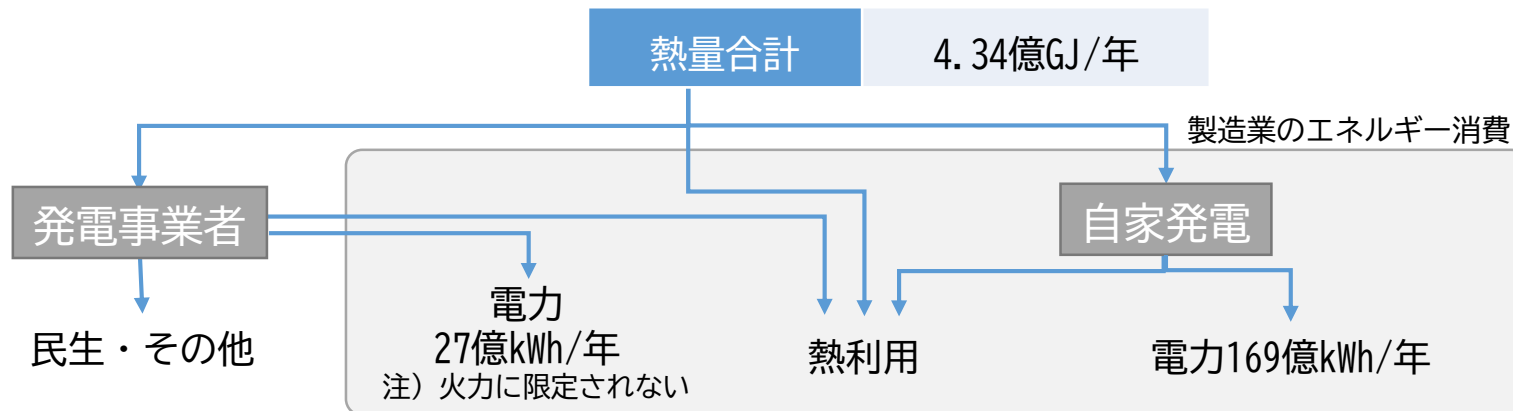 熱量合計
4.34億GJ/年
製造業のエネルギー消費
発電事業者
自家発電
電力
27億kWh/年
注）火力に限定されない
民生・その他
熱利用
電力169億kWh/年